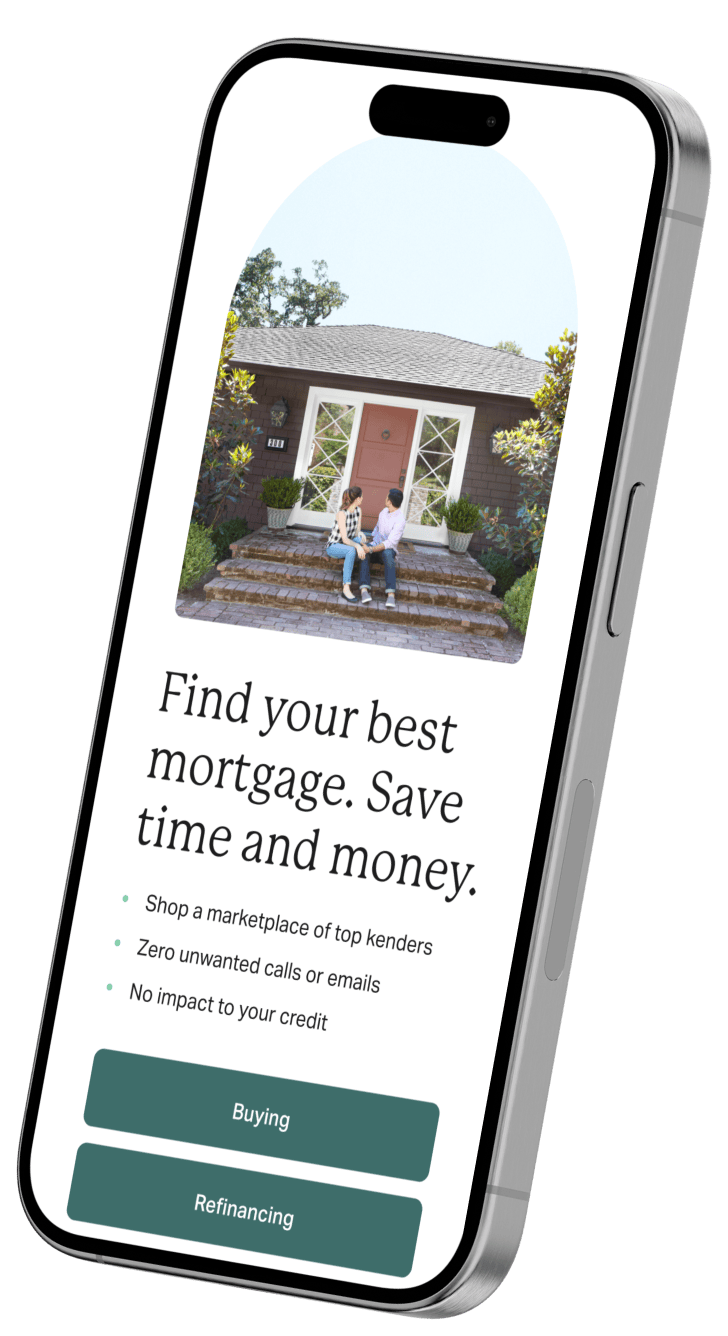 Find your best
mortgage. Save
time and money.
Shop a marketplace of top kenders
Zero unwanted calls or emails
No impact to your credit
Buying
Refinancing